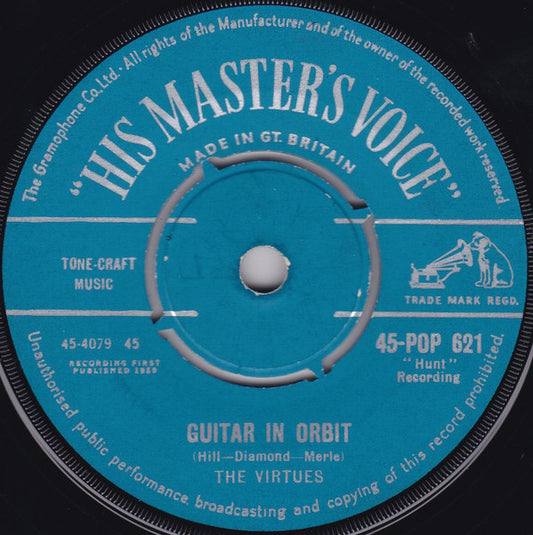 The Gramophone Co. Ltd. · All rights of the Manufacturer and of the owner of the recorded work reserved
"HIS MASTER'S VOICE"
MADE IN GT. BRITAIN
TONE-CRAFT
MUSIC
TRADE MARK REGD.
45-4079 45
RECORDING FIRST
PUBLISHED 1959
45-POP 621
"Hunt"
Recording
GUITAR IN ORBIT
(Hill—Diamond—Merle)
THE VIRTUES
Unauthorised public performance, broadcasting and copying of this record prohibited.